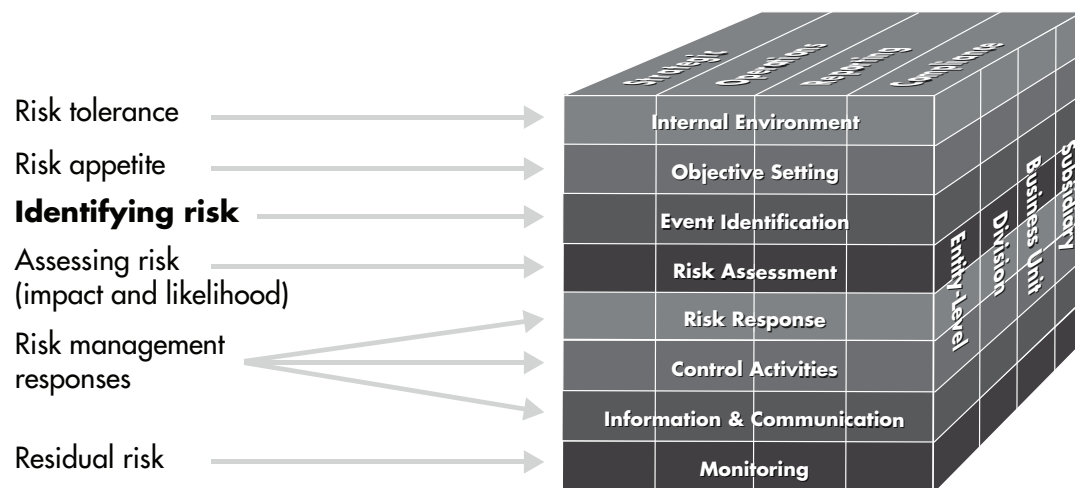 Strategic
Operations
Reporting
Compliance
Risk tolerance
Internal Environment
Risk appetite
Objective Setting
Identifying risk
Event Identification
Assessing risk
(impact and likelihood)
Risk Assessment
Risk management
responses
Risk Response
Control Activities
Information & Communication
Residual risk
Monitoring
Entity-Level
Division
Business Unit
Subsidiary